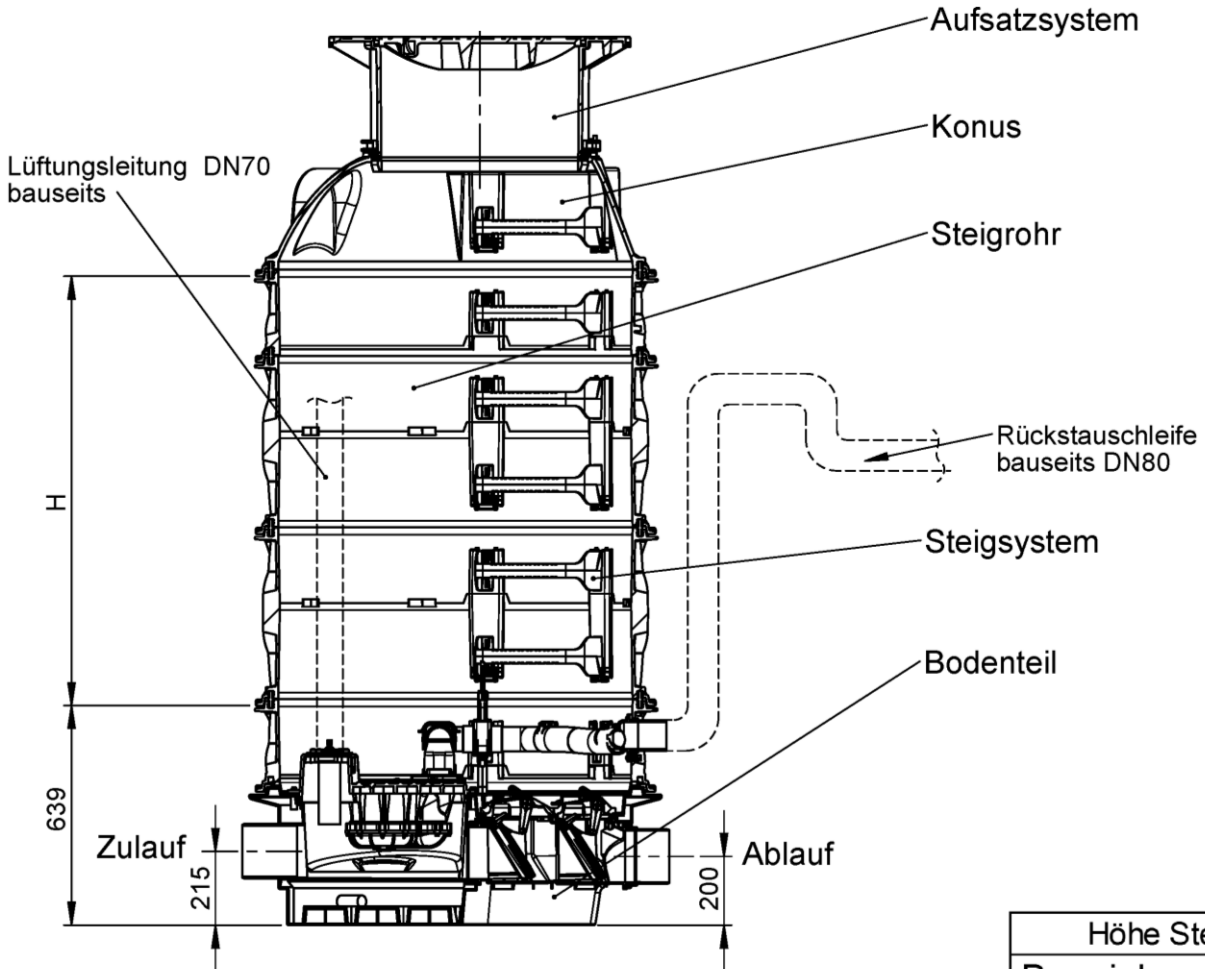 Aufsatzsystem
Konus
Lüftungsleitung DN70
bauseits
Steigrohr
Rückstauschleife
bauseits DN80
H
Steigsystem
Bodenteil
639
Zulauf
215
Ablauf
200
Höhe Ste